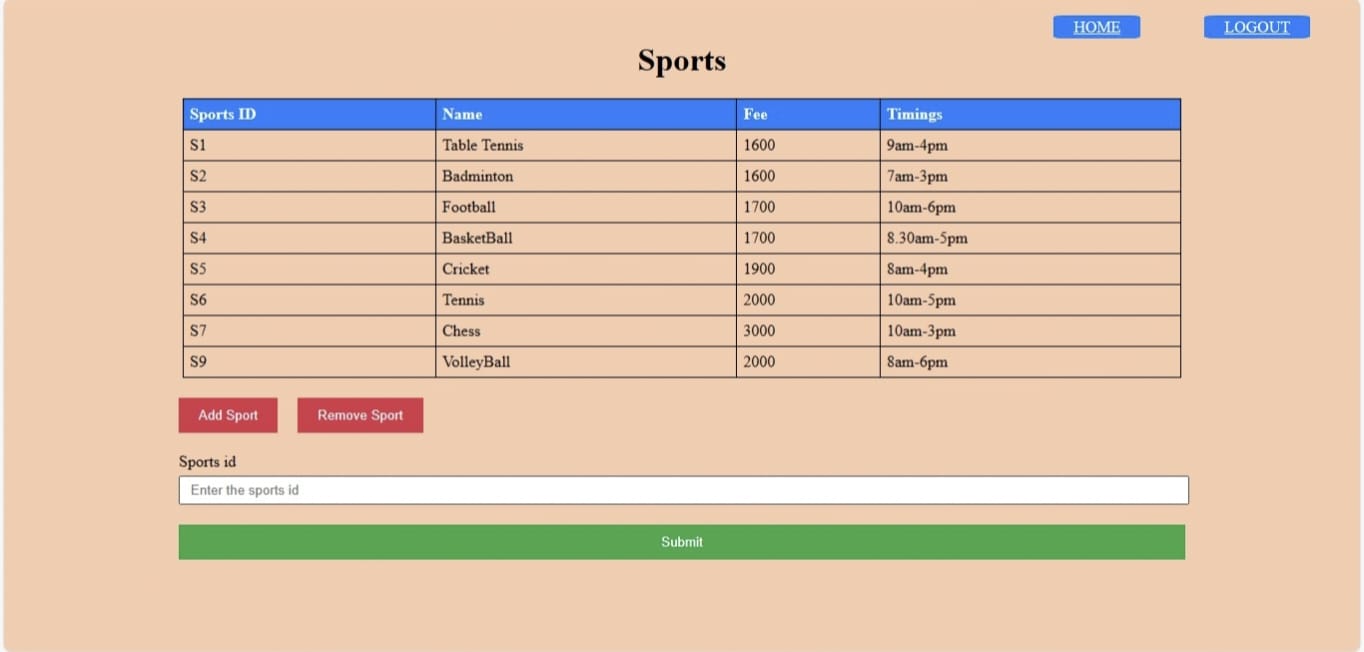 HOME LOGOUT
Sports
Sports ID Name Fee Timings
S1 Table Tennis 1600 9am-4pm
S2 Badminton 1600 7am-3pm
S3 Football 1700 10am-6pm
S4 BasketBall 1700 8.30am-5pm
S5 Cricket 1900 8am-4pm
S6 Tennis 2000 10am-5pm
S7 Chess 3000 10am-3pm
S9 VolleyBall 2000 8am-6pm
Add Sport Remove Sport
Sports id
Enter the sports id
Submit